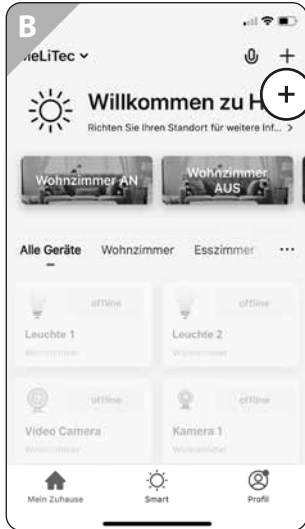 B
MeLiTec
+
Willkommen zu H
Richten Sie Ihren Standort für weitere Inf... >
Wohnzimmer AN
Wohnzimmer AUS
Alle Geräte Wohnzimmer Esszimmer ...
offline
offline
Leuchte 1
Leuchte 2
Wohnzimmer
Wohnzimmer
offline
offline
Video Camera
Kamera 1
Wohnzimmer
Wohnzimmer
Mein Zuhause
Smart
Profil